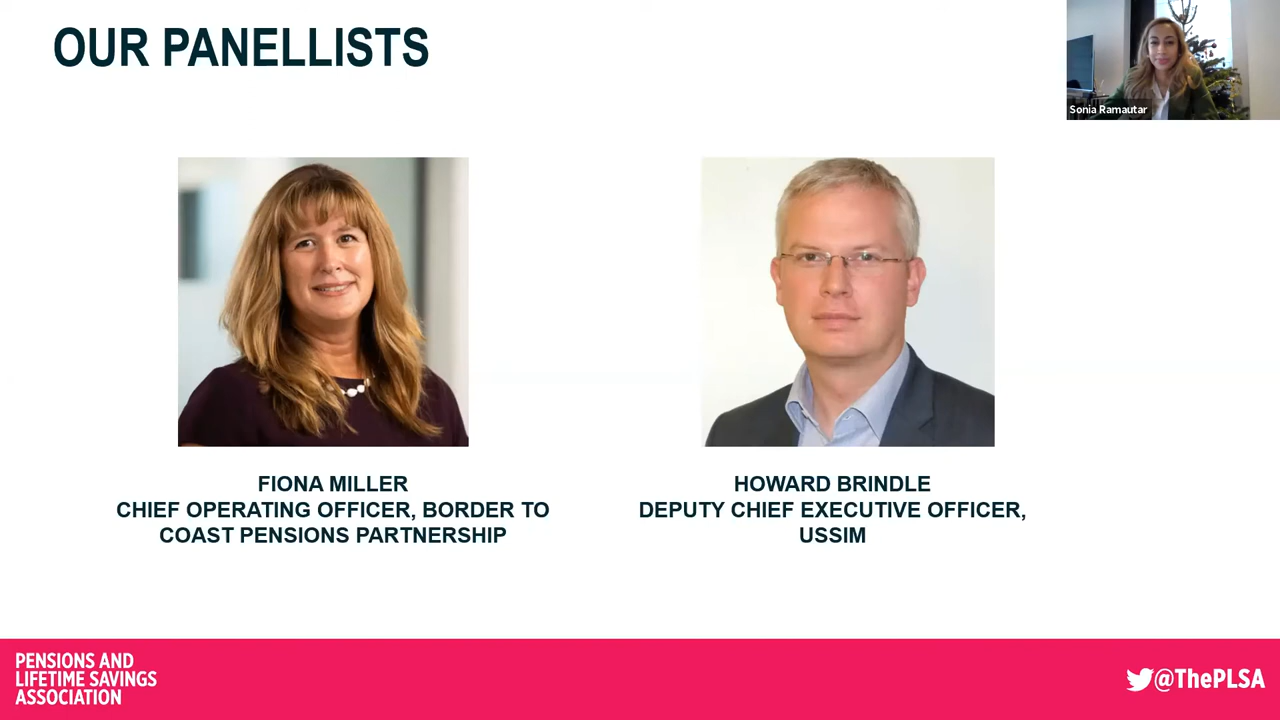 OUR PANELLISTS
Sonia Ramautar
FIONA MILLER
CHIEF OPERATING OFFICER, BORDER TO
COAST PENSIONS PARTNERSHIP
HOWARD BRINDLE
DEPUTY CHIEF EXECUTIVE OFFICER,
USSIM
PENSIONS AND
LIFETIME SAVINGS
ASSOCIATION
@ThePLSA